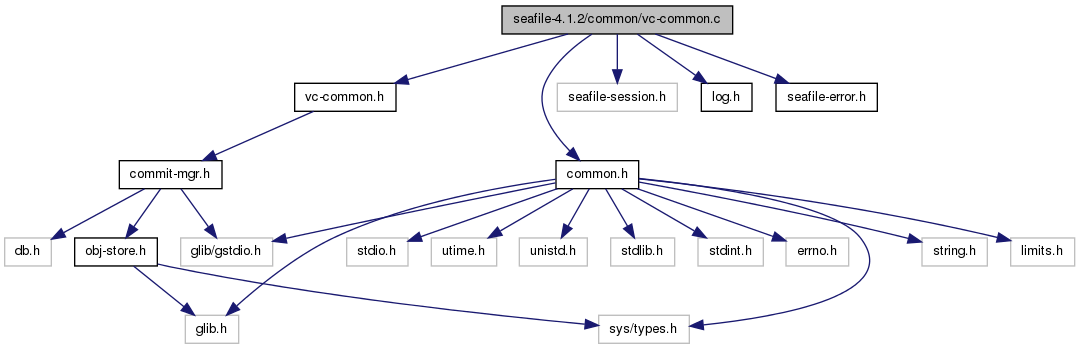 seafile-4.1.2/common/vc-common.c
vc-common.h
seafile-session.h
log.h
seafile-error.h
commit-mgr.h
common.h
db.h
obj-store.h
glib/gstdio.h
stdio.h
utime.h
unistd.h
stdlib.h
stdint.h
errno.h
string.h
limits.h
glib.h
sys/types.h